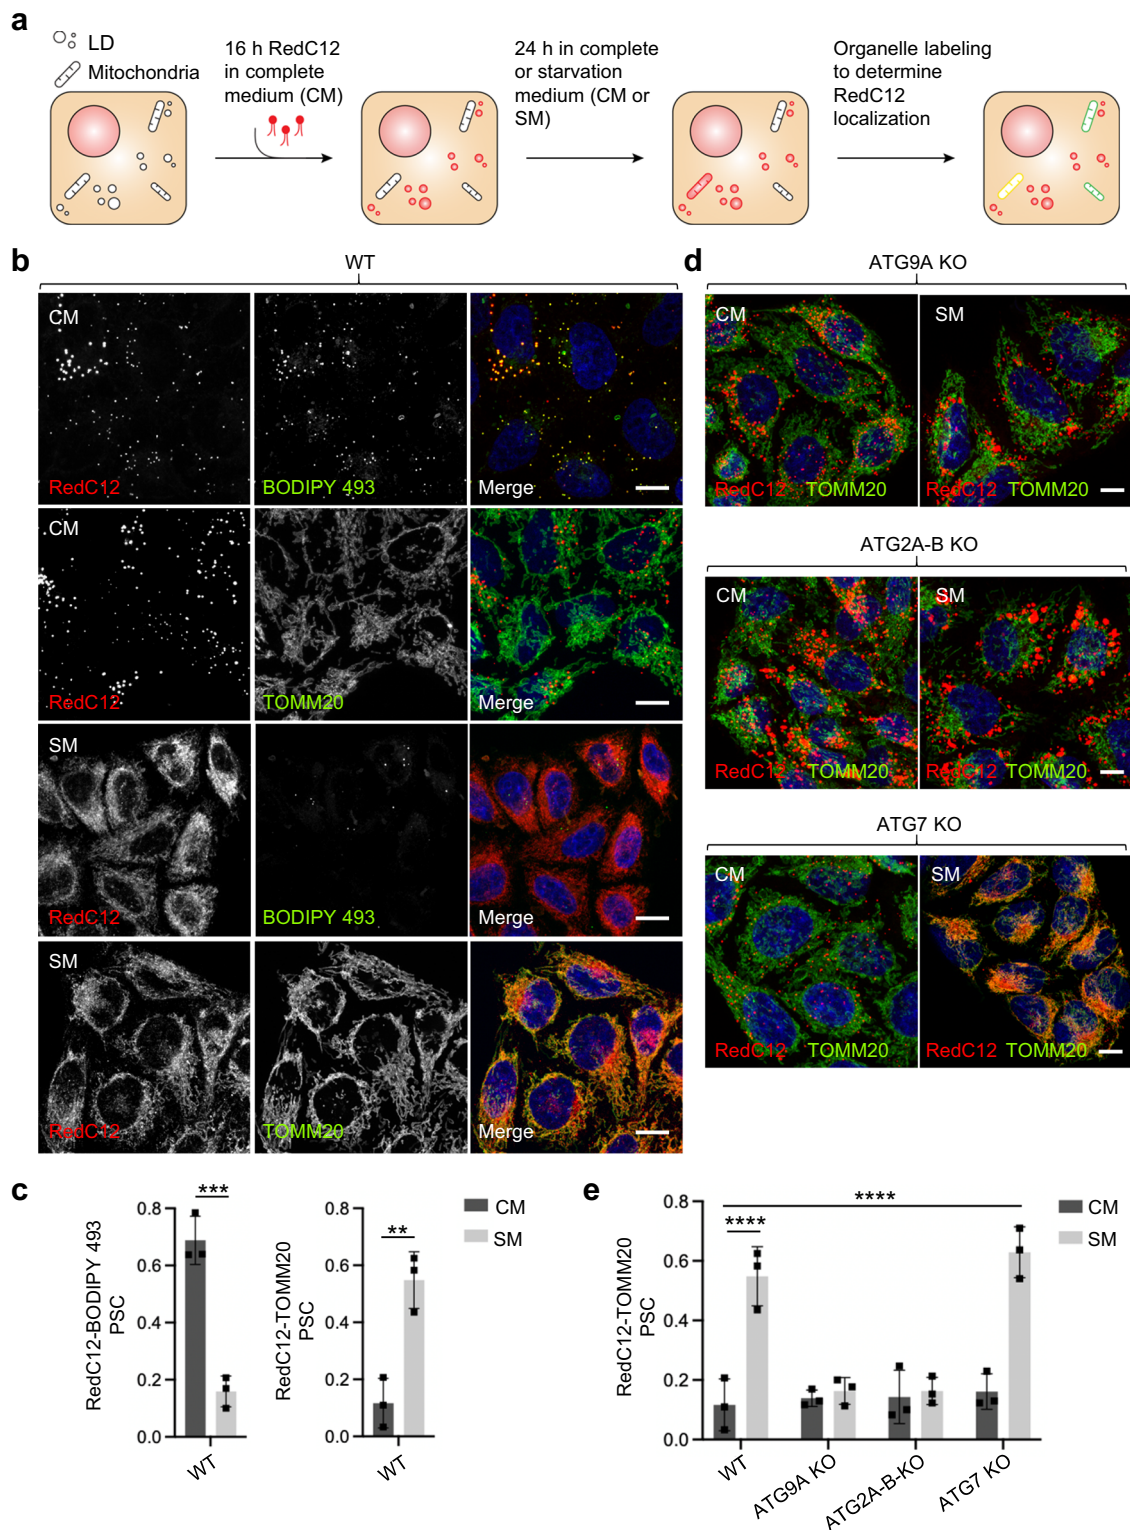 a
LD
Mitochondria
16 h RedC12
in complete
medium (CM)
24 h in complete
or starvation
medium (CM or
SM)
Organelle labeling
to determine
RedC12
localization
b
WT
CM
RedC12
BODIPY 493
Merge
CM
RedC12
TOMM20
Merge
SM
RedC12
BODIPY 493
Merge
SM
RedC12
TOMM20
Merge
d
ATG9A KO
CM
SM
RedC12 TOMM20
RedC12 TOMM20
ATG2A-B KO
CM
SM
RedC12 TOMM20
RedC12 TOMM20
ATG7 KO
CM
SM
RedC12 TOMM20
RedC12 TOMM20
c
RedC12-BODIPY 493
PSC
0.8
0.6
0.4
0.2
0.0
***
WT
RedC12-TOMM20
PSC
0.8
0.6
0.4
0.2
0.0
**
WT
CM
SM
e
RedC12-TOMM20
PSC
0.8
0.6
0.4
0.2
0.0
****
****
WT
ATG9A KO
ATG2A-B-KO
ATG7 KO
CM
SM